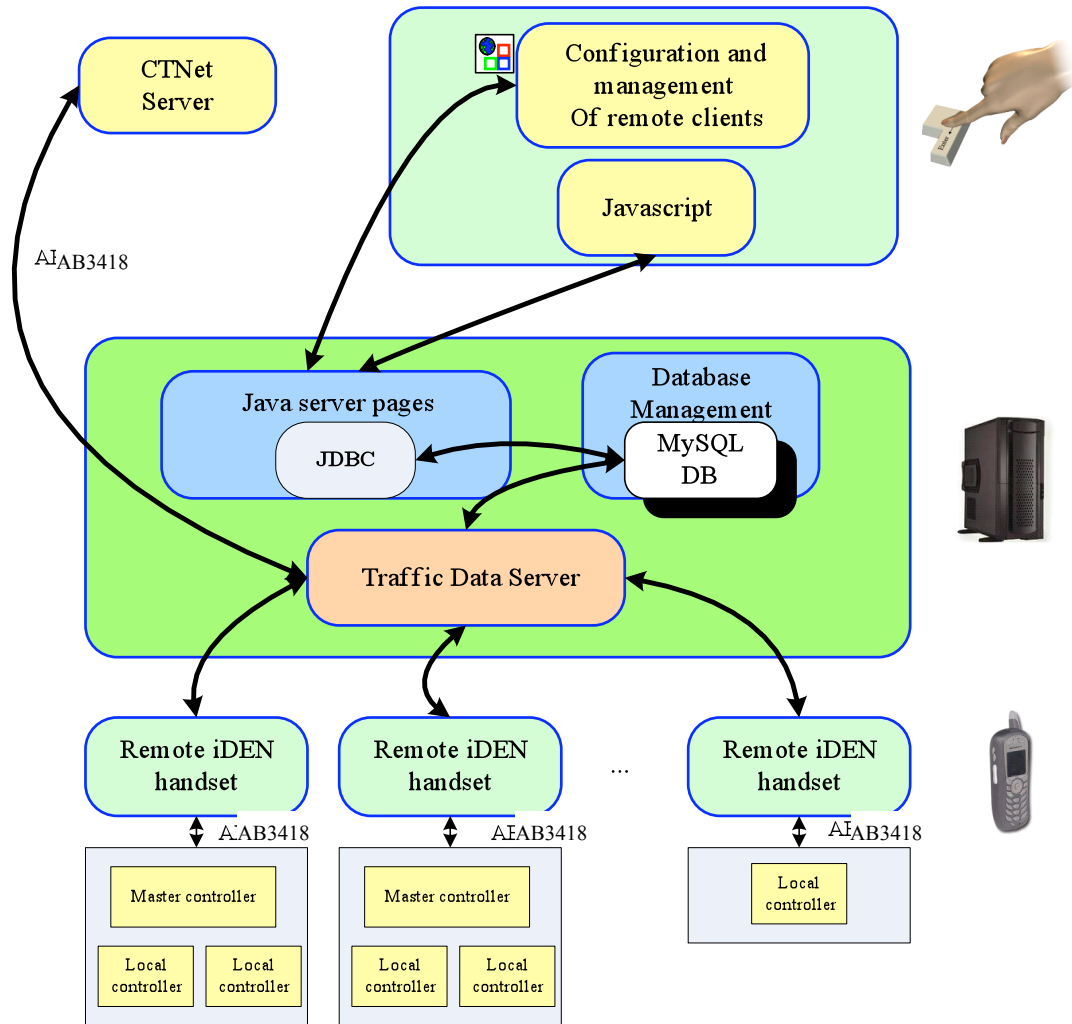 CTNet
Server
Configuration and
management
Of remote clients
Enter
Javascript
AB3418
Java server pages
JDBC
Database
Management
MySQL
DB
Traffic Data Server
Remote iDEN
handset
Remote iDEN
handset
...
Remote iDEN
handset
AB3418
AB3418
AB3418
Master controller
Local
controller
Local
controller
Master controller
Local
controller
Local
controller
Local
controller